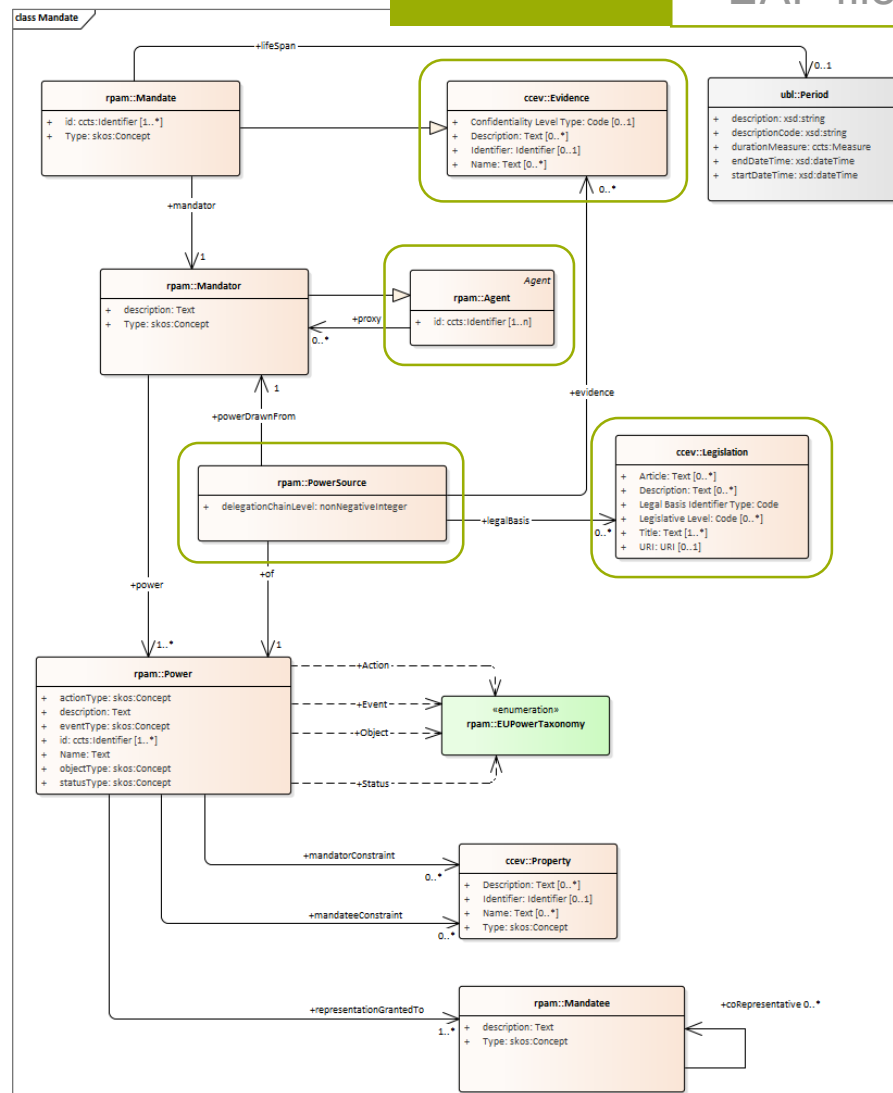 EAP file
class Mandate
+lifeSpan
0..1
rpam::Mandate
+ id: ccts:Identifier [1..*]
+ Type: skos:Concept
ccev::Evidence
+ Confidentiality Level Type: Code [0..1]
+ Description: Text [0..*]
+ Identifier: Identifier [0..1]
+ Name: Text [0..*]
ubl::Period
+ description: xsd:string
+ descriptionCode: xsd:string
+ durationMeasure: ccts:Measure
+ endDateTime: xsd:dateTime
+ startDateTime: xsd:dateTime
0..*
+mandator
1
rpam::Mandator
+ description: Text
+ Type: skos:Concept
Agent
rpam::Agent
+ id: ccts:Identifier [1..n]
+proxy
0..*
1
+powerDrawnFrom
+evidence
rpam::PowerSource
+ delegationChainLevel: nonNegativeInteger
+legalBasis
0..*
ccev::Legislation
+ Article: Text [0..*]
+ Description: Text [0..*]
+ Legal Basis Identifier Type: Code
+ Legislative Level: Code [0..*]
+ Title: Text [1..*]
+ URI: URI [0..1]
+power
+of
1..*
1
rpam::Power
+ actionType: skos:Concept
+ description: Text
+ eventType: skos:Concept
+ id: ccts:Identifier [1..*]
+ Name: Text
+ objectType: skos:Concept
+ statusType: skos:Concept
+Action
+Event
+Object
+Status
«enumeration»
rpam::EUPowerTaxonomy
+mandatorConstraint
0..*
+mandateeConstraint
0..*
ccev::Property
+ Description: Text [0..*]
+ Identifier: Identifier [0..1]
+ Name: Text [0..*]
+ Type: skos:Concept
+representationGrantedTo
1..*
rpam::Mandatee
+ description: Text
+ Type: skos:Concept
+coRepresentative 0..*